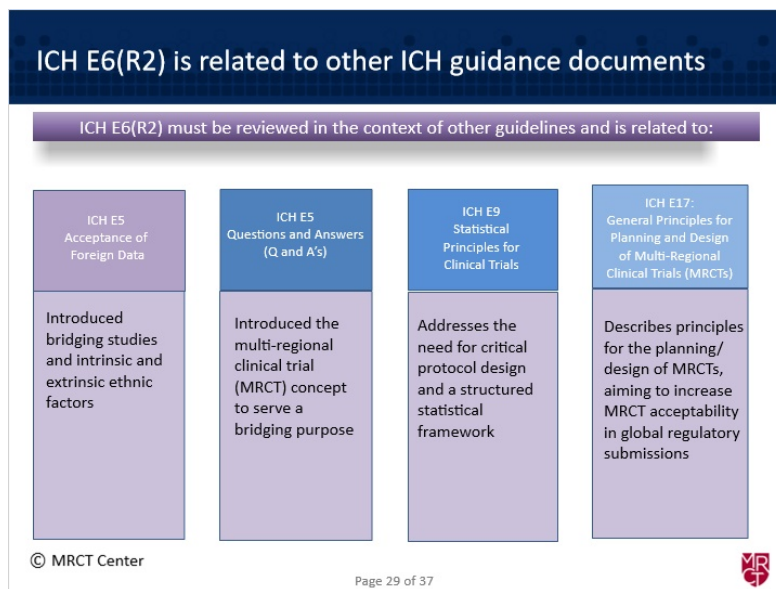 ICH E6(R2) is related to other ICH guidance documents
ICH E6(R2) must be reviewed in the context of other guidelines and is related to:
ICH E5
Acceptance of
Foreign Data
Introduced
bridging studies
and intrinsic and
extrinsic ethnic
factors
ICH E5
Questions and Answers
(Q and A's)
Introduced the
multi-regional
clinical trial
(MRCT) concept
to serve a
bridging purpose
ICH E9
Statistical
Principles for
Clinical Trials
Addresses the
need for critical
protocol design
and a structured
statistical
framework
ICH E17:
General Principles for
Planning and Design
of Multi-Regional
Clinical Trials (MRCTs)
Describes principles
for the planning/
design of MRCTs,
aiming to increase
MRCT acceptability
in global regulatory
submissions
© MRCT Center
Page 29 of 37
MR
CT